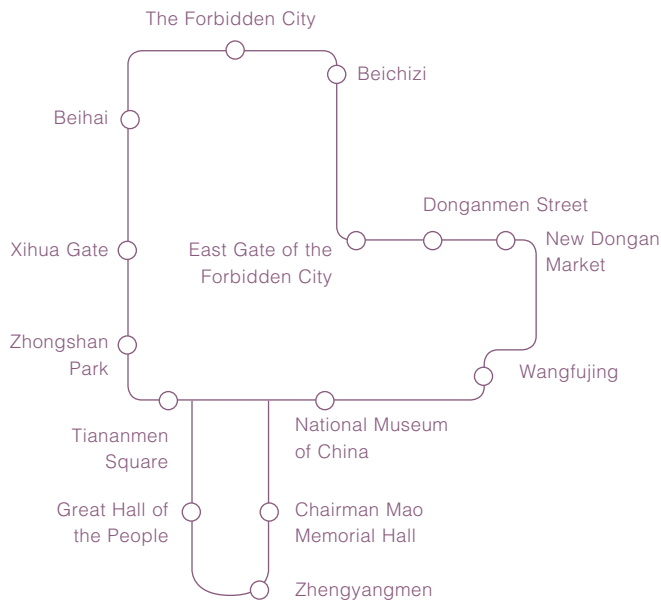 The Forbidden City
Beichizi
Beihai
Donganmen Street
Xihua Gate
East Gate of the
Forbidden City
New Dongan
Market
Zhongshan
Park
Wangfujing
Tiananmen
Square
National Museum
of China
Great Hall of
the People
Chairman Mao
Memorial Hall
Zhengyangmen